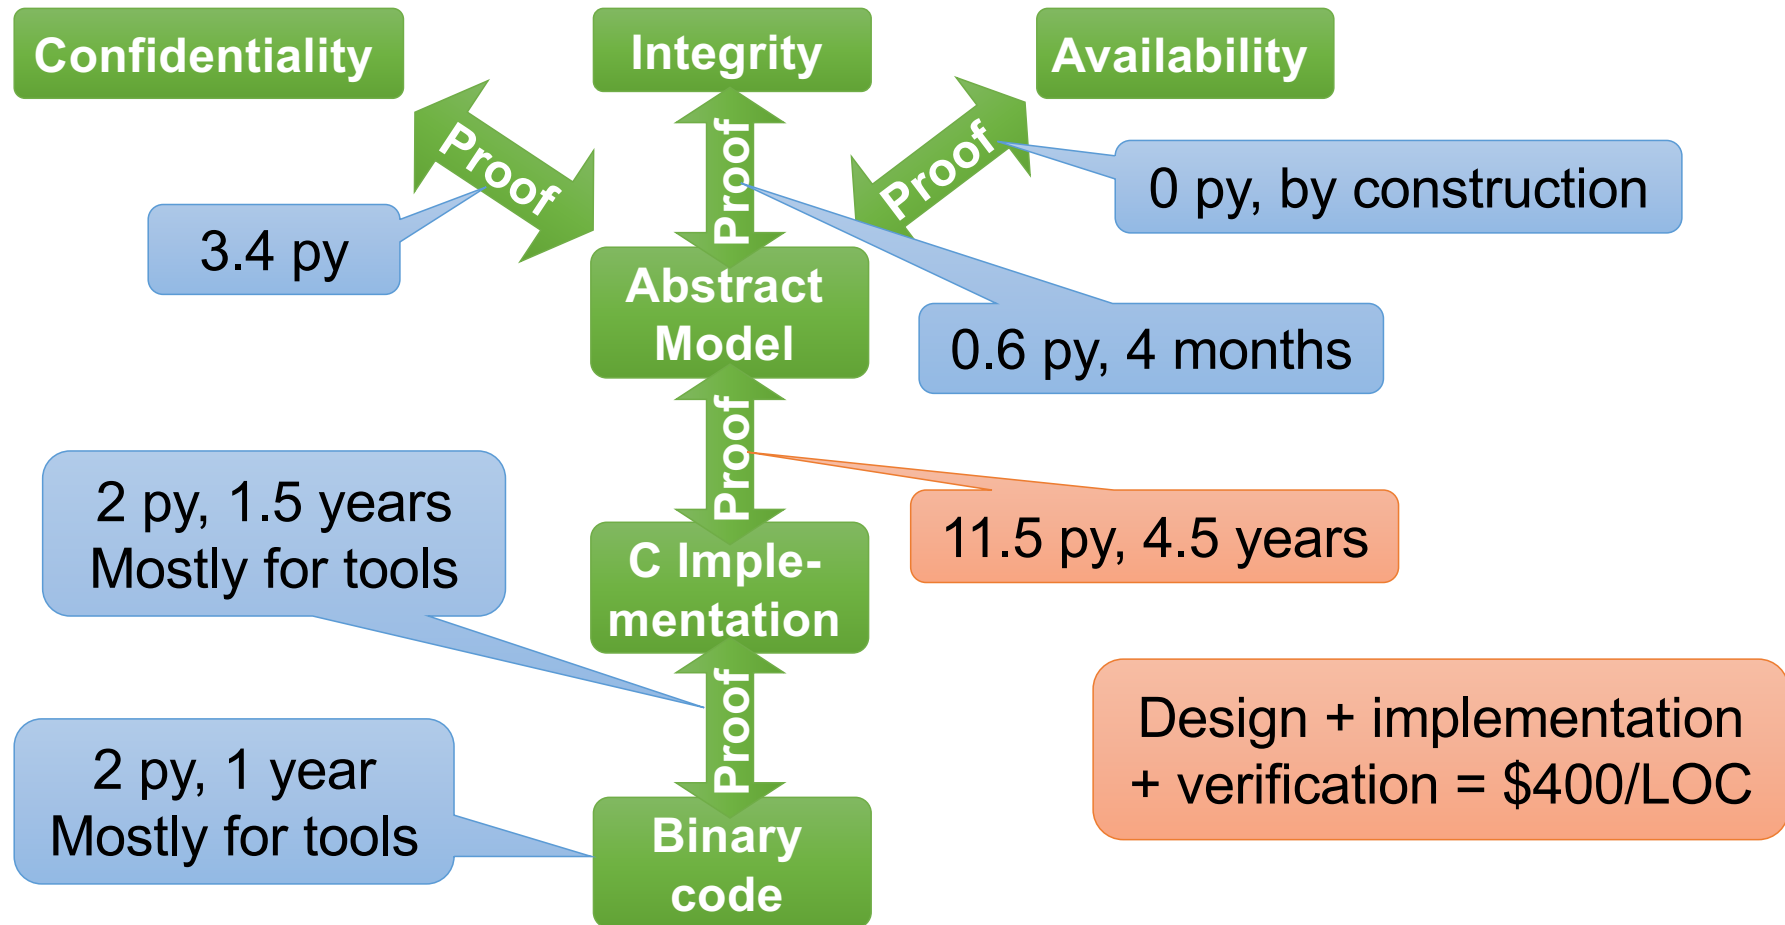 Confidentiality
Integrity
Availability
Proof
Proof
Proof
0 py, by construction
3.4 py
Abstract
Model
0.6 py, 4 months
Proof
2 py, 1.5 years
Mostly for tools
11.5 py, 4.5 years
C Imple-
mentation
Proof
Design + implementation
+ verification = $400/LOC
2 py, 1 year
Mostly for tools
Binary
code